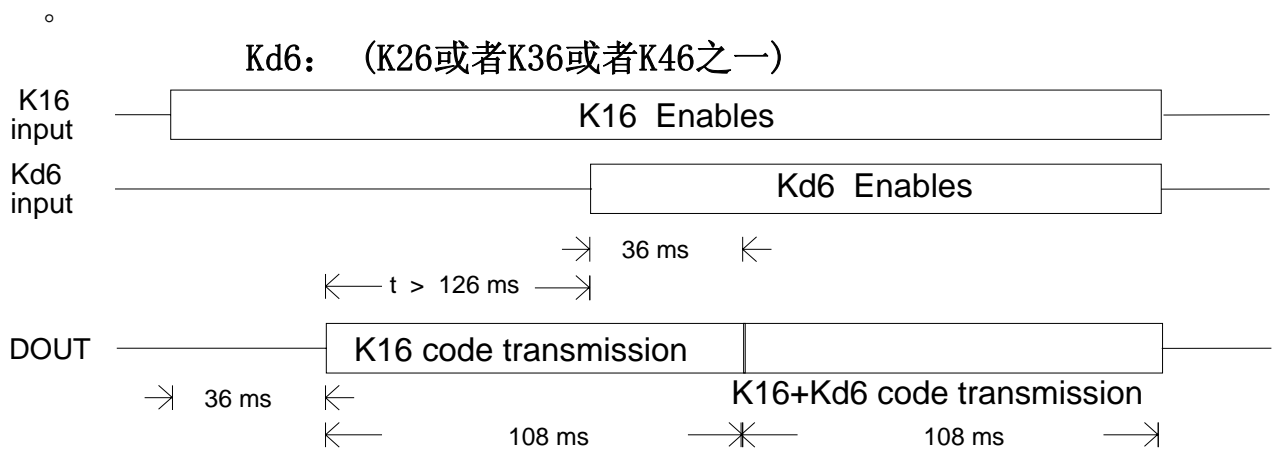 。
Kd6： (K26或者K36或者K46之一)
K16
input
K16 Enables
Kd6
input
Kd6 Enables
36 ms
t > 126 ms
DOUT
K16 code transmission
K16+Kd6 code transmission
36 ms
108 ms
108 ms